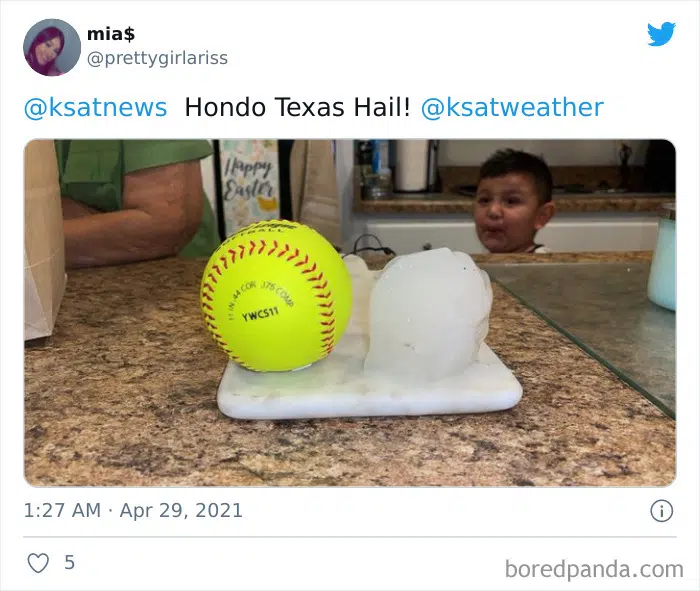 mia$
@prettygirlariss
@ksatnews Hondo Texas Hail! @ksatweather
Happy
Easter
11 IN .44 COR .375 COMP
YWCS11
1:27 AM · Apr 29, 2021
5
boredpanda.com